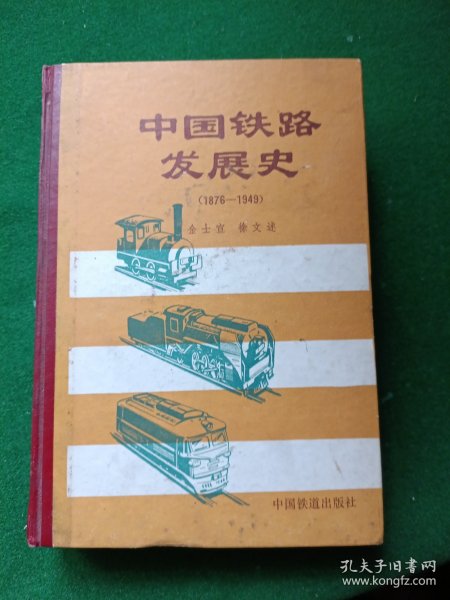 中国铁路
发展史
(1876—1949)
金士宣 徐文述
中国铁道出版社
孔夫子旧书网
www.kongfz.com